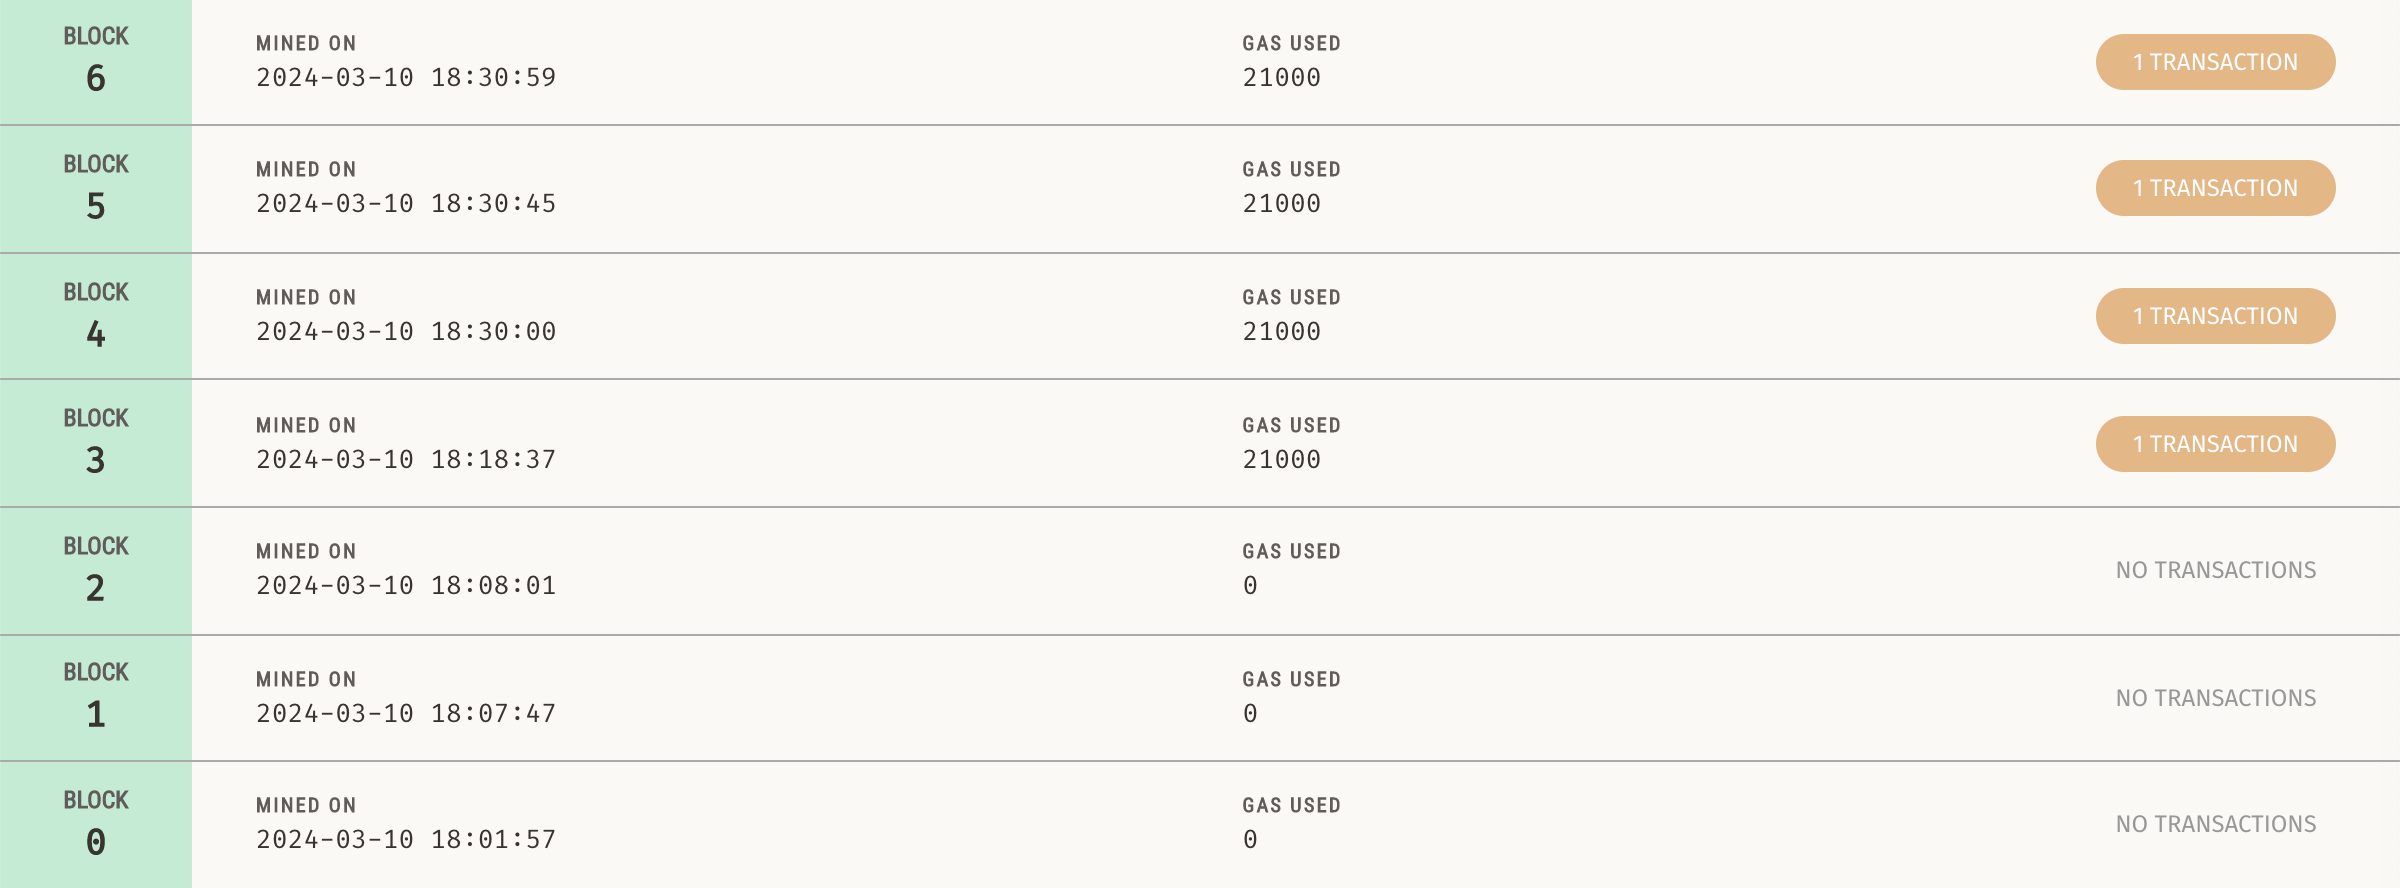 BLOCK
6
MINED ON
2024-03-10 18:30:59
GAS USED
21000
1 TRANSACTION
BLOCK
5
MINED ON
2024-03-10 18:30:45
GAS USED
21000
1 TRANSACTION
BLOCK
4
MINED ON
2024-03-10 18:30:00
GAS USED
21000
1 TRANSACTION
BLOCK
3
MINED ON
2024-03-10 18:18:37
GAS USED
21000
1 TRANSACTION
BLOCK
2
MINED ON
2024-03-10 18:08:01
GAS USED
0
NO TRANSACTIONS
BLOCK
1
MINED ON
2024-03-10 18:07:47
GAS USED
0
NO TRANSACTIONS
BLOCK
0
MINED ON
2024-03-10 18:01:57
GAS USED
0
NO TRANSACTIONS